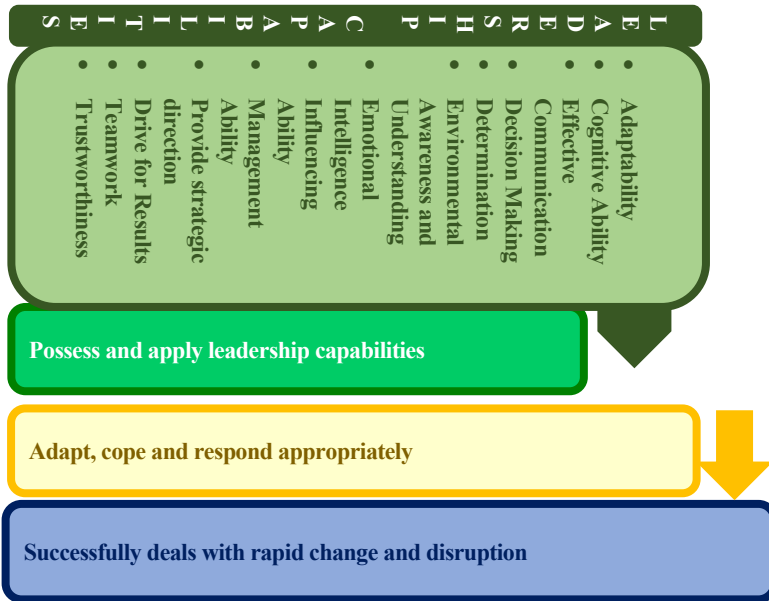 LEADERSHIP CAPABILITIES
• Adaptability
• Cognitive Ability
• Effective
Communication
• Decision Making
• Determination
• Environmental
Awareness and
Understanding
• Emotional
Intelligence
• Influencing
Ability
• Management
Ability
• Provide strategic
direction
• Drive for Results
• Teamwork
• Trustworthiness
Possess and apply leadership capabilities
Adapt, cope and respond appropriately
Successfully deals with rapid change and disruption